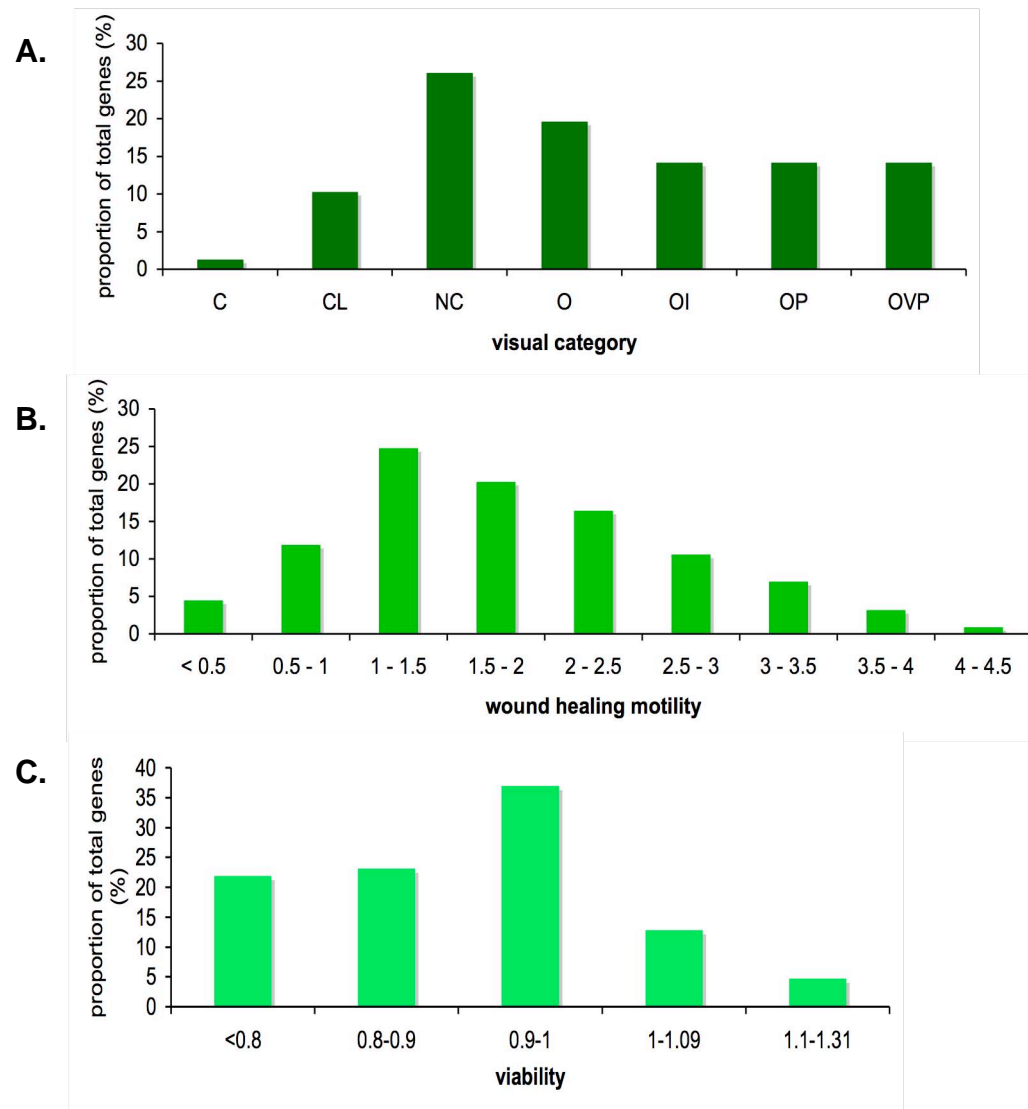 A.
proportion of total genes (%)
30
25
20
15
10
5
0
C CL NC O OI OP OVP
visual category
B.
proportion of total genes (%)
30
25
20
15
10
5
0
< 0.5 0.5 - 1 1 - 1.5 1.5 - 2 2 - 2.5 2.5 - 3 3 - 3.5 3.5 - 4 4 - 4.5
wound healing motility
C.
proportion of total genes
(%)
40
35
30
25
20
15
10
5
0
<0.8 0.8-0.9 0.9-1 1-1.09 1.1-1.31
viability